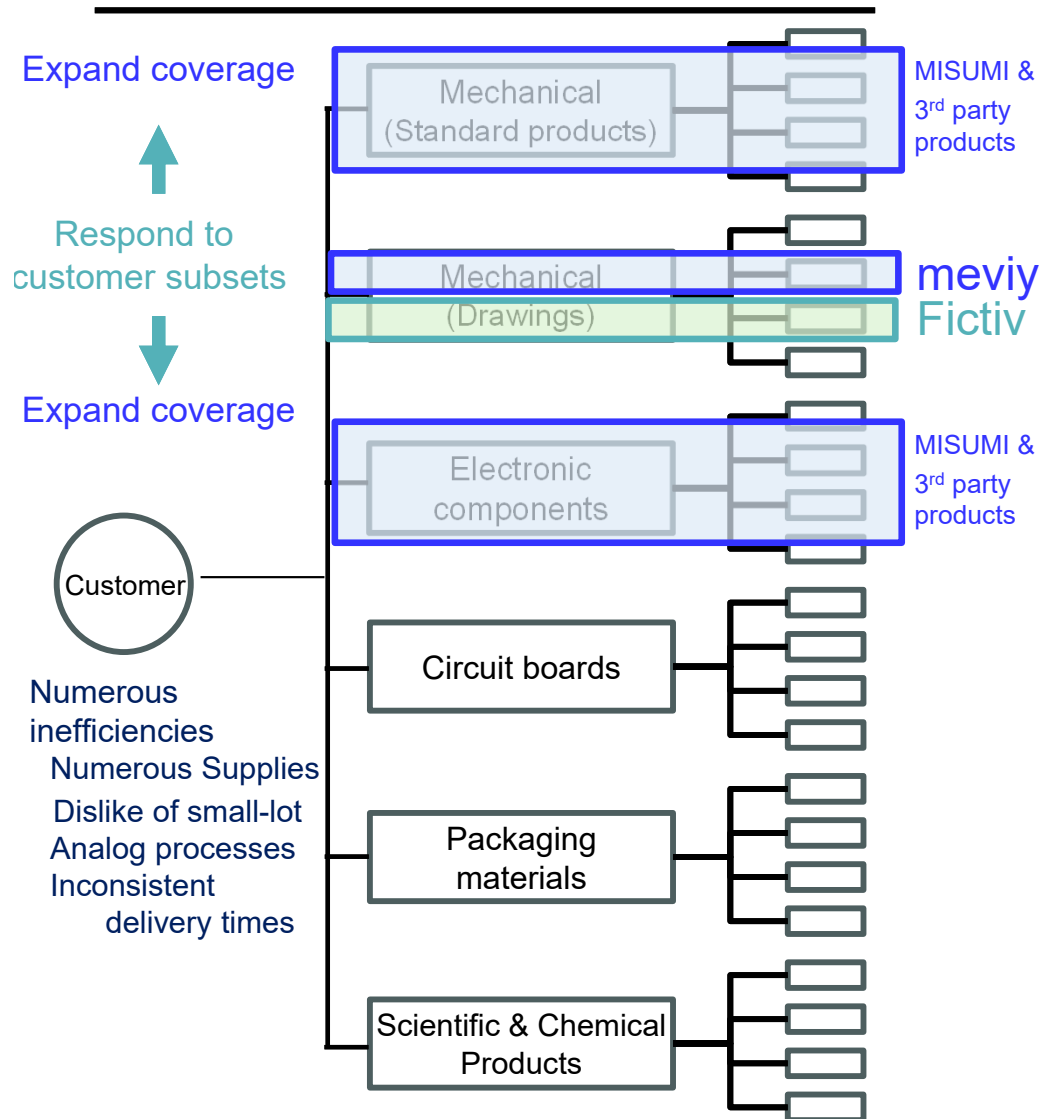 Expand coverage
Mechanical
(Standard products)
MISUMI &
3rd party
products
Respond to
customer subsets
Mechanical
(Drawings)
meviy
Fictiv
Expand coverage
Electronic
components
MISUMI &
3rd party
products
Customer
Circuit boards
Numerous
inefficiencies
Numerous Supplies
Dislike of small-lot
Analog processes
Inconsistent
delivery times
Packaging
materials
Scientific & Chemical
Products